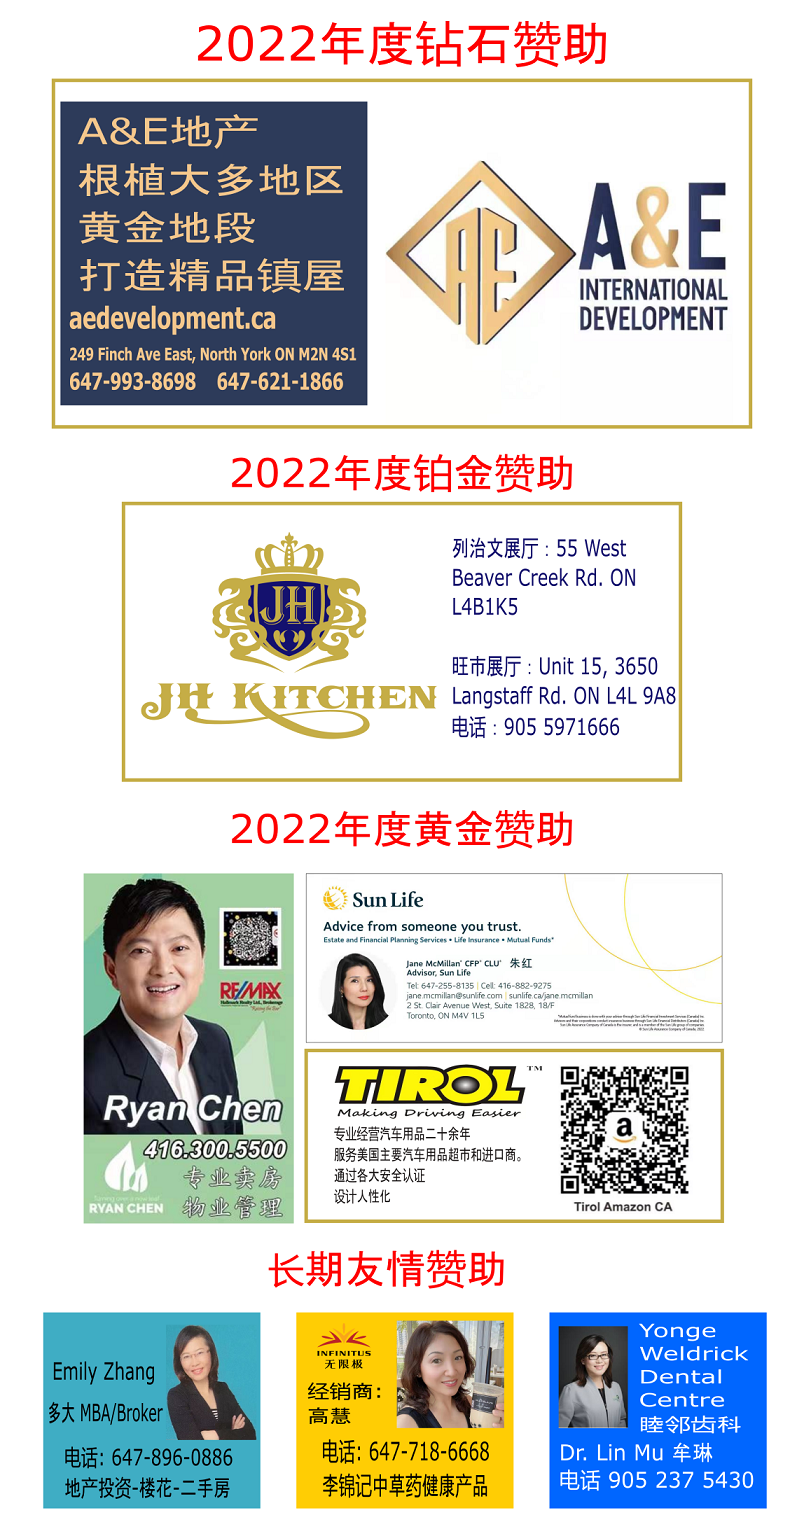 2022年度钻石赞助
A&E地产
根植大多地区
黄金地段
打造精品镇屋
aedevelopment.ca
249 Finch Ave East, North York ON M2N 4S1
647-993-8698 647-621-1866
AE
A&E
INTERNATIONAL
DEVELOPMENT
2022年度铂金赞助
JH
JH KITCHEN
列治文展厅：55 West
Beaver Creek Rd. ON
L4B1K5
旺市展厅：Unit 15, 3650
Langstaff Rd. ON L4L 9A8
电话：905 5971666
2022年度黄金赞助
RE/MAX
Hallmark Realty Ltd., Brokerage
Raising the Bar
Ryan Chen
416.300.5500
专业卖房
物业管理
Turning over a new leaf
RYAN CHEN
Sun Life
Advice from someone you trust.
Estate and Financial Planning Services • Life Insurance • Mutual Funds*
Jane McMillan* CFP* CLU* 朱红
Advisor, Sun Life
Tel: 647-255-8135 | Cell: 416-882-9275
jane.mcmillan@sunlife.com | sunlife.ca/jane.mcmillan
2 St. Clair Avenue West, Suite 1828, 18/F
Toronto, ON M4V 1L5
TIROL TM
Making Driving Easier
专业经营汽车用品二十余年
服务美国主要汽车用品超市和进口商。
通过各大安全认证
设计人性化
a
Tirol Amazon CA
长期友情赞助
Emily Zhang
多大 MBA/Broker
电话: 647-896-0886
地产投资-楼花-二手房
INFINITUS
无限极
经销商:
高慧
电话: 647-718-6668
李锦记中草药健康产品
Yonge
Weldrick
Dental
Centre
睦邻齿科
Dr. Lin Mu 牟琳
电话 905 237 5430